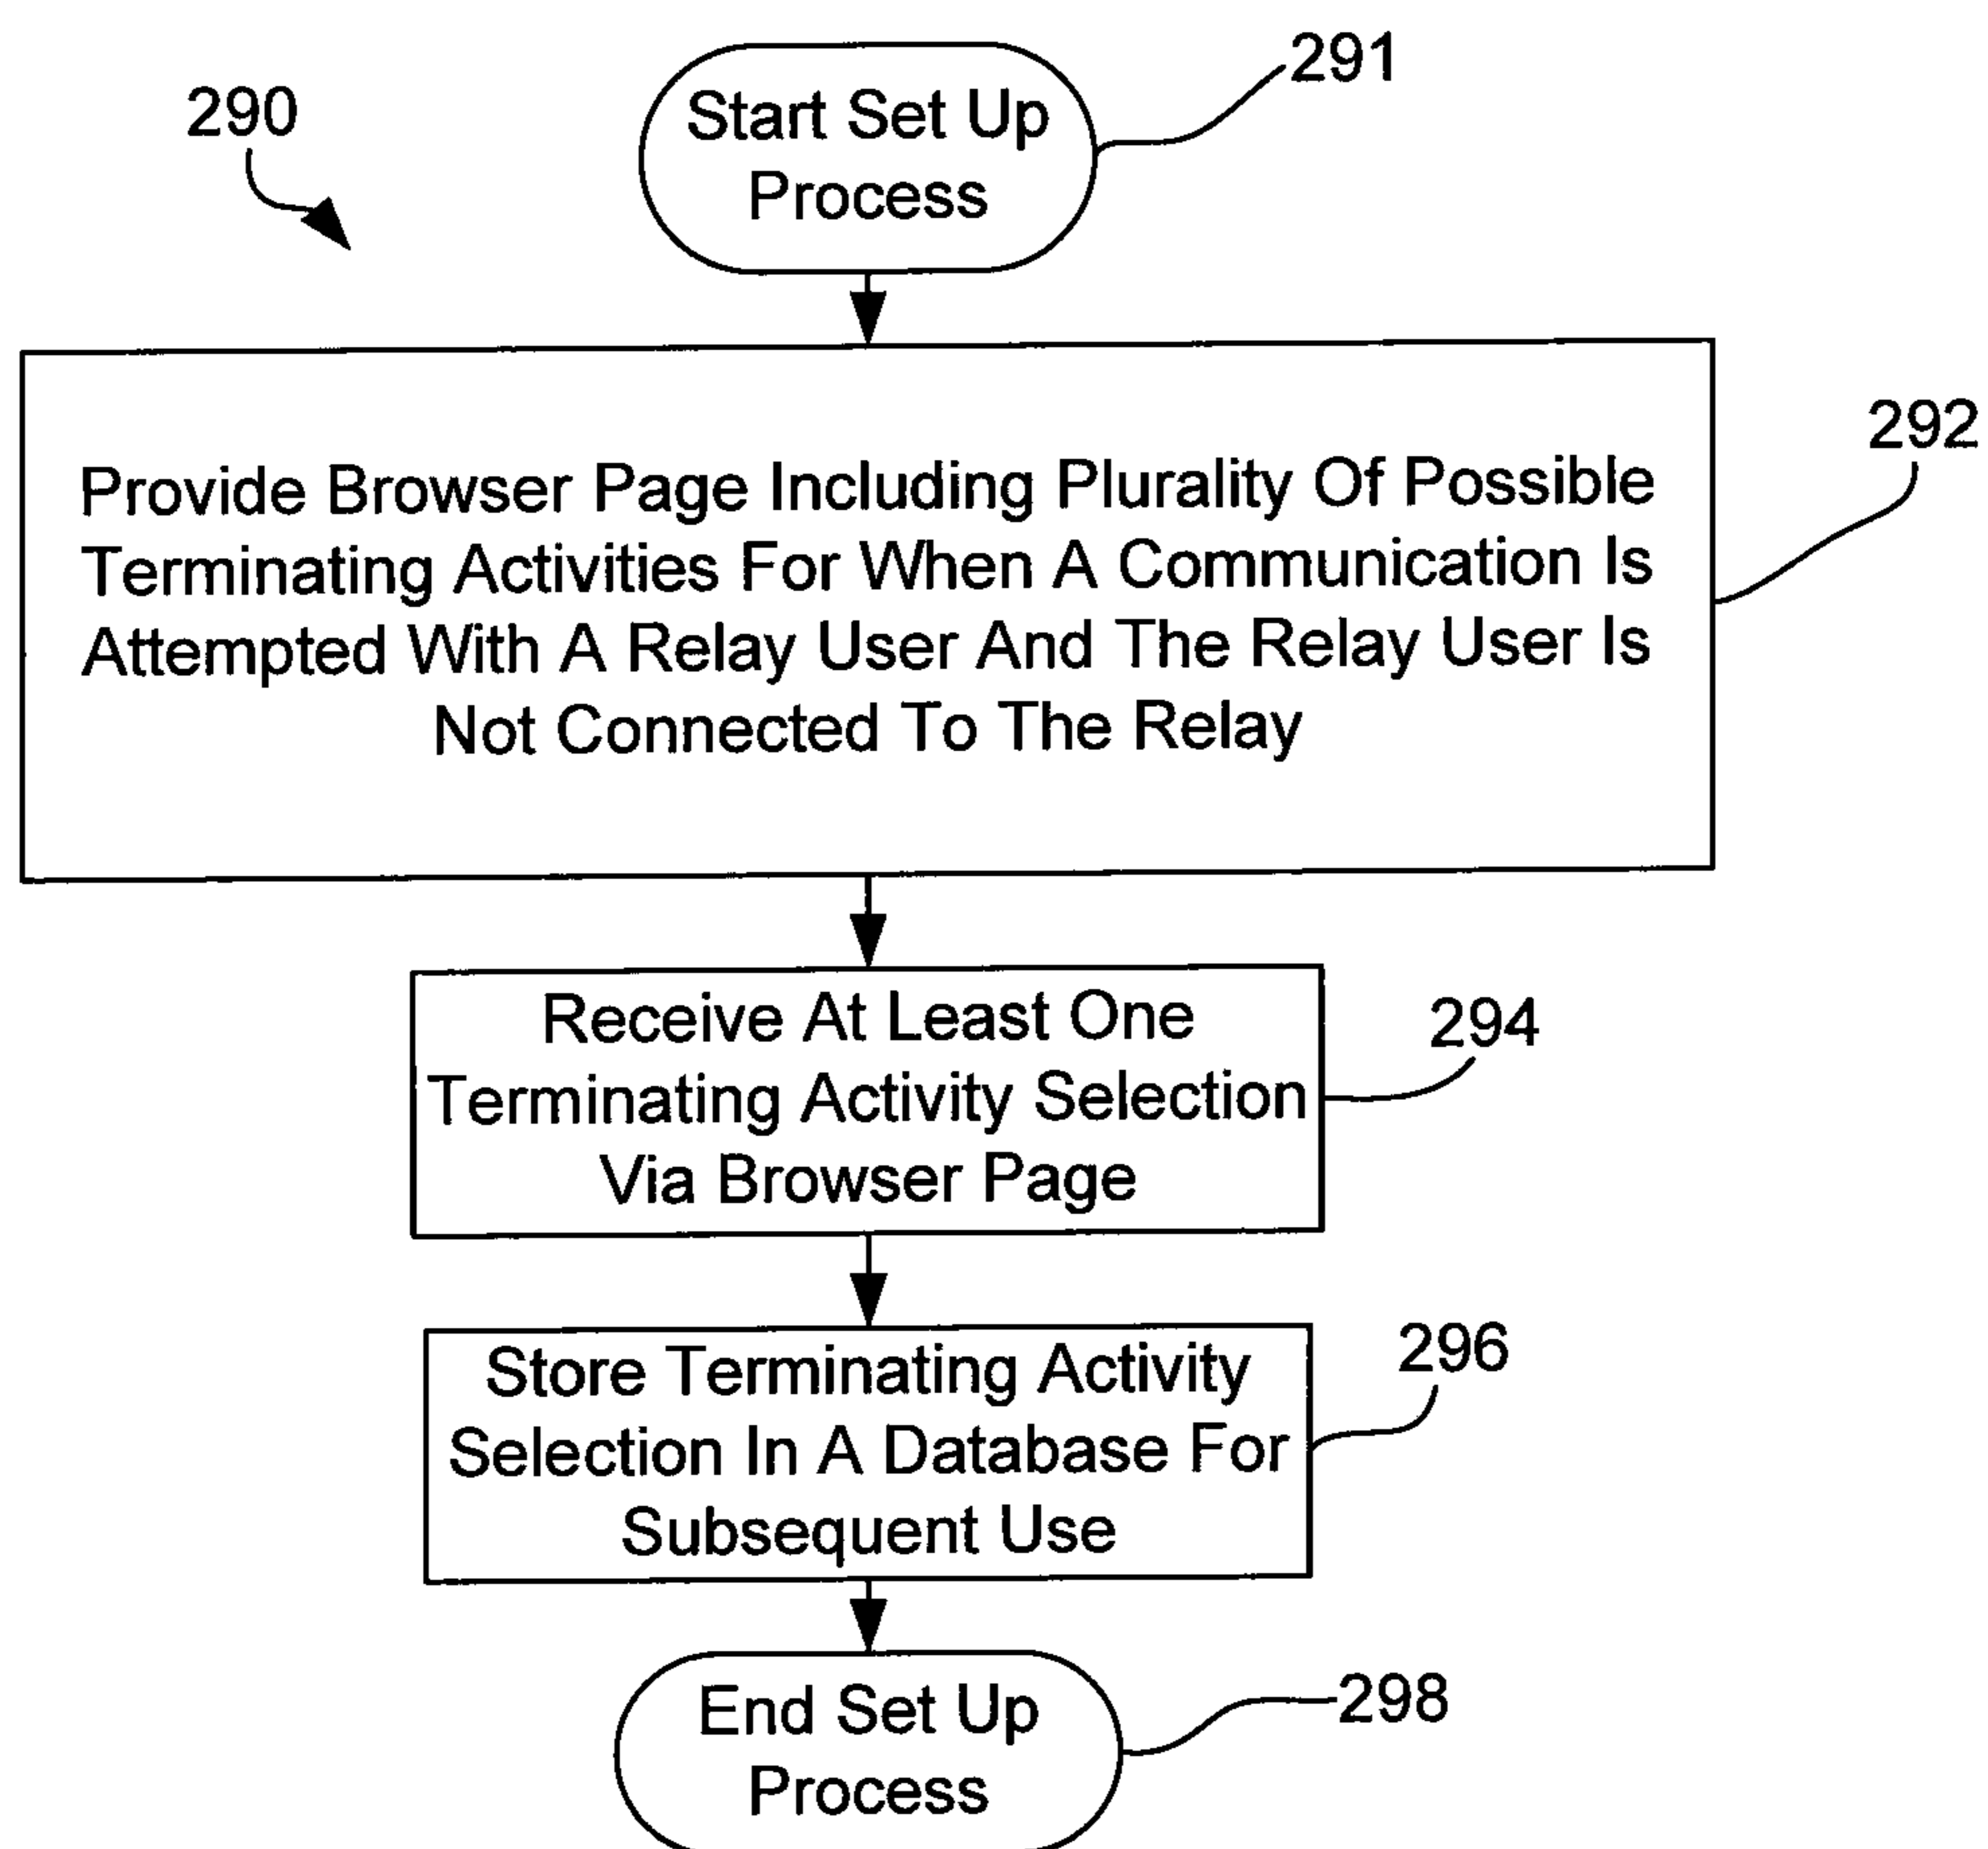 291
290
Start Set Up
Process
292
Provide Browser Page Including Plurality Of Possible
Terminating Activities For When A Communication Is
Attempted With A Relay User And The Relay User Is
Not Connected To The Relay
294
Receive At Least One
Terminating Activity Selection
Via Browser Page
296
Store Terminating Activity
Selection In A Database For
Subsequent Use
298
End Set Up
Process